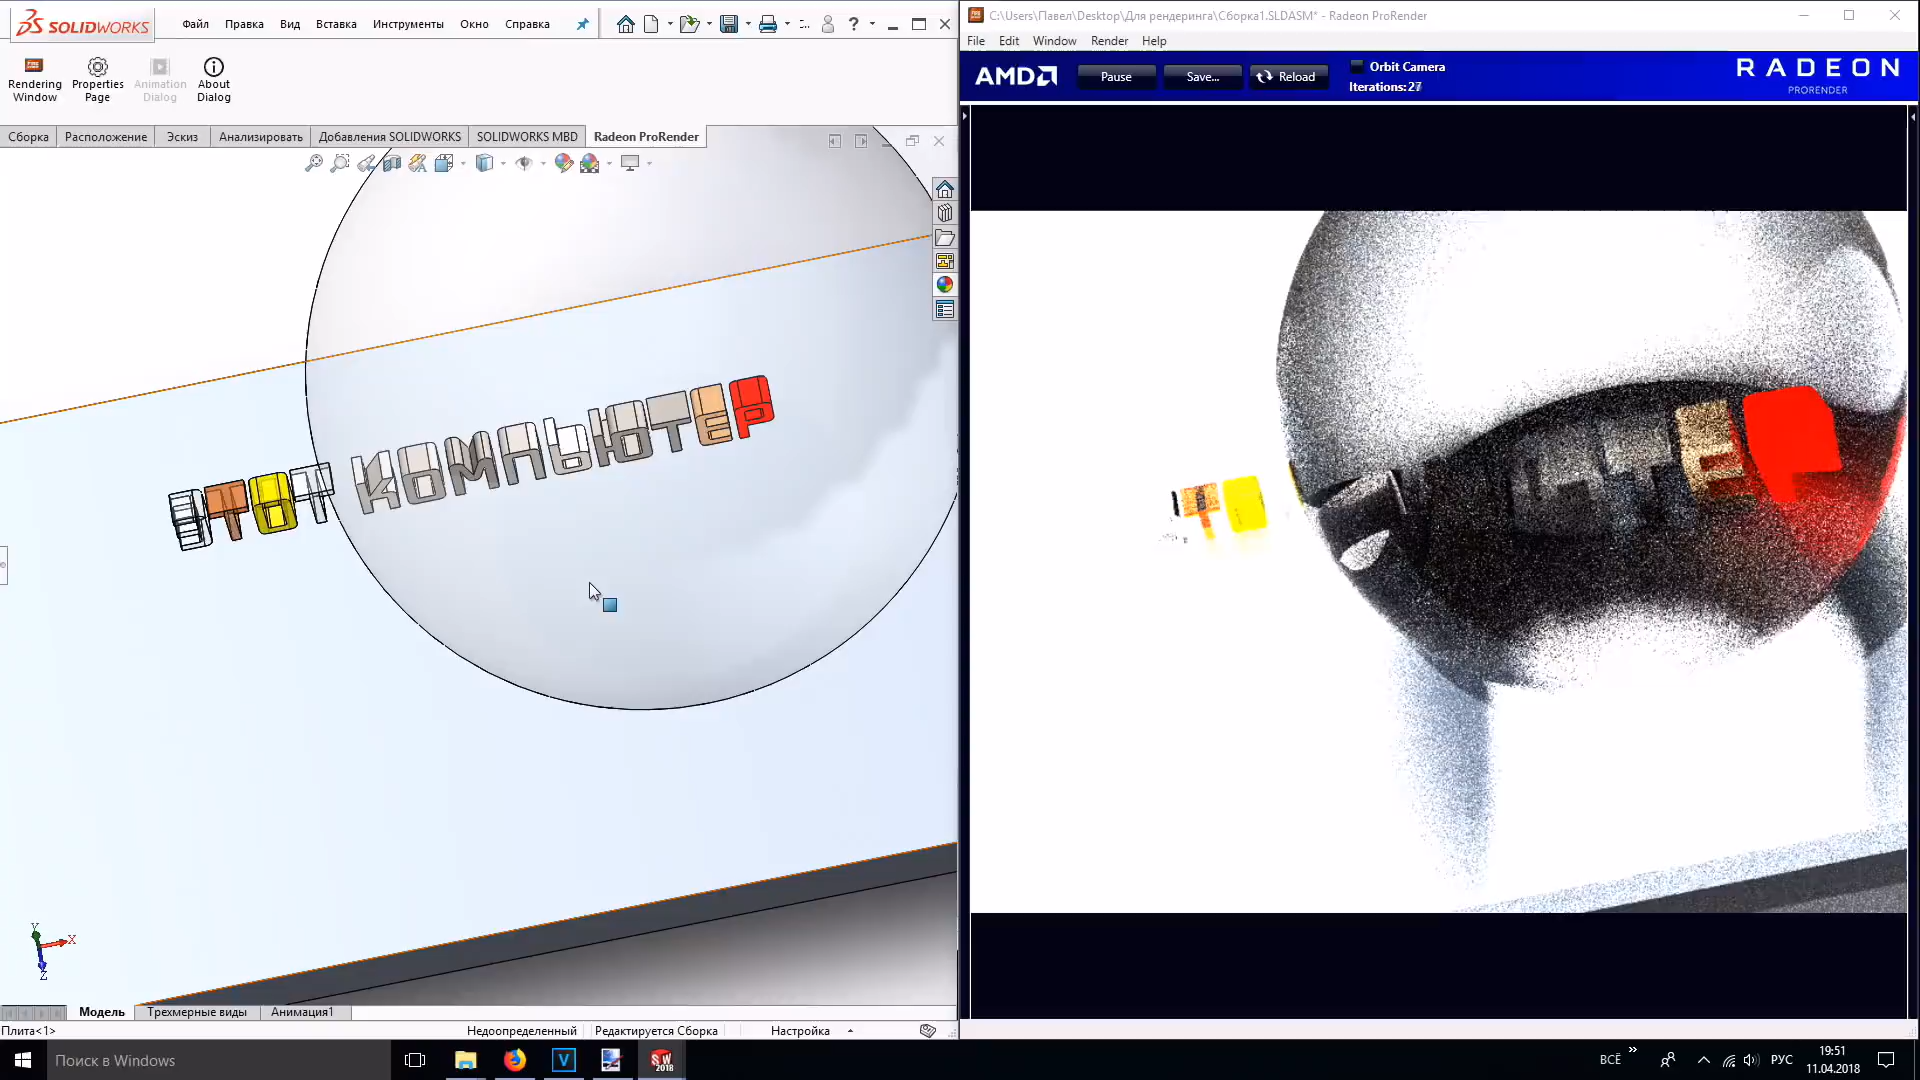 SOLIDWORKS
Файл Правка Вид Вставка Инструменты Окно Справка
Rendering Window
Properties Page
Animation Dialog
About Dialog
Сборка Расположение Эскиз Анализировать Добавления SOLIDWORKS SOLIDWORKS MBD Radeon ProRender
ЭТОТ КОМПЬЮТЕР
Y
X
Z
Модель Трехмерные виды Анимация1
Плита<1> Недоопределенный Редактируется Сборка Настройка
C:\Users\Павел\Desktop\Для рендеринга\Сборка1.SLDASM* - Radeon ProRender
File Edit Window Render Help
AMD Pause Save... Reload Orbit Camera
Iterations:27
RADEON
PRORENDER
Поиск в Windows
SW
2018
ВСЁ » РУС 19:51
11.04.2018